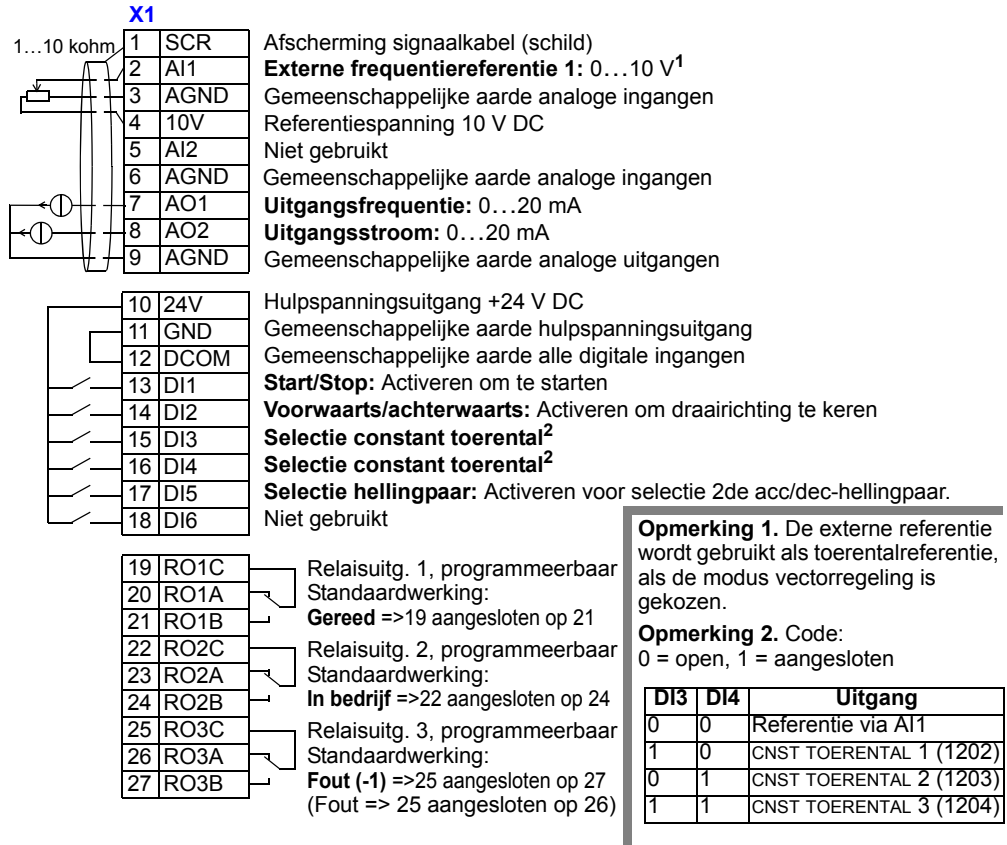 X1
1…10 kohm
1 SCR Afscherming signaalkabel (schild)
2 AI1 Externe frequentiereferentie 1: 0…10 V1
3 AGND Gemeenschappelijke aarde analoge ingangen
4 10V Referentiespanning 10 V DC
5 AI2 Niet gebruikt
6 AGND Gemeenschappelijke aarde analoge ingangen
7 AO1 Uitgangsfrequentie: 0…20 mA
8 AO2 Uitgangsstroom: 0…20 mA
9 AGND Gemeenschappelijke aarde analoge uitgangen
10 24V Hulpspanningsuitgang +24 V DC
11 GND Gemeenschappelijke aarde hulpspanningsuitgang
12 DCOM Gemeenschappelijke aarde alle digitale ingangen
13 DI1 Start/Stop: Activeren om te starten
14 DI2 Voorwaarts/achterwaarts: Activeren om draairichting te keren
15 DI3 Selectie constant toerental2
16 DI4 Selectie constant toerental2
17 DI5 Selectie hellingpaar: Activeren voor selectie 2de acc/dec-hellingpaar.
18 DI6 Niet gebruikt
19 RO1C Relaisuitg. 1, programmeerbaar
20 RO1A Standaardwerking:
21 RO1B Gereed =>19 aangesloten op 21
22 RO2C Relaisuitg. 2, programmeerbaar
23 RO2A Standaardwerking:
24 RO2B In bedrijf =>22 aangesloten op 24
25 RO3C Relaisuitg. 3, programmeerbaar
26 RO3A Standaardwerking:
27 RO3B Fout (-1) =>25 aangesloten op 27
(Fout => 25 aangesloten op 26)
Opmerking 1. De externe referentie
wordt gebruikt als toerentalreferentie,
als de modus vectorregeling is
gekozen.
Opmerking 2. Code:
0 = open, 1 = aangesloten
DI3 DI4 Uitgang
0 0 Referentie via AI1
1 0 CNST TOERENTAL 1 (1202)
0 1 CNST TOERENTAL 2 (1203)
1 1 CNST TOERENTAL 3 (1204)